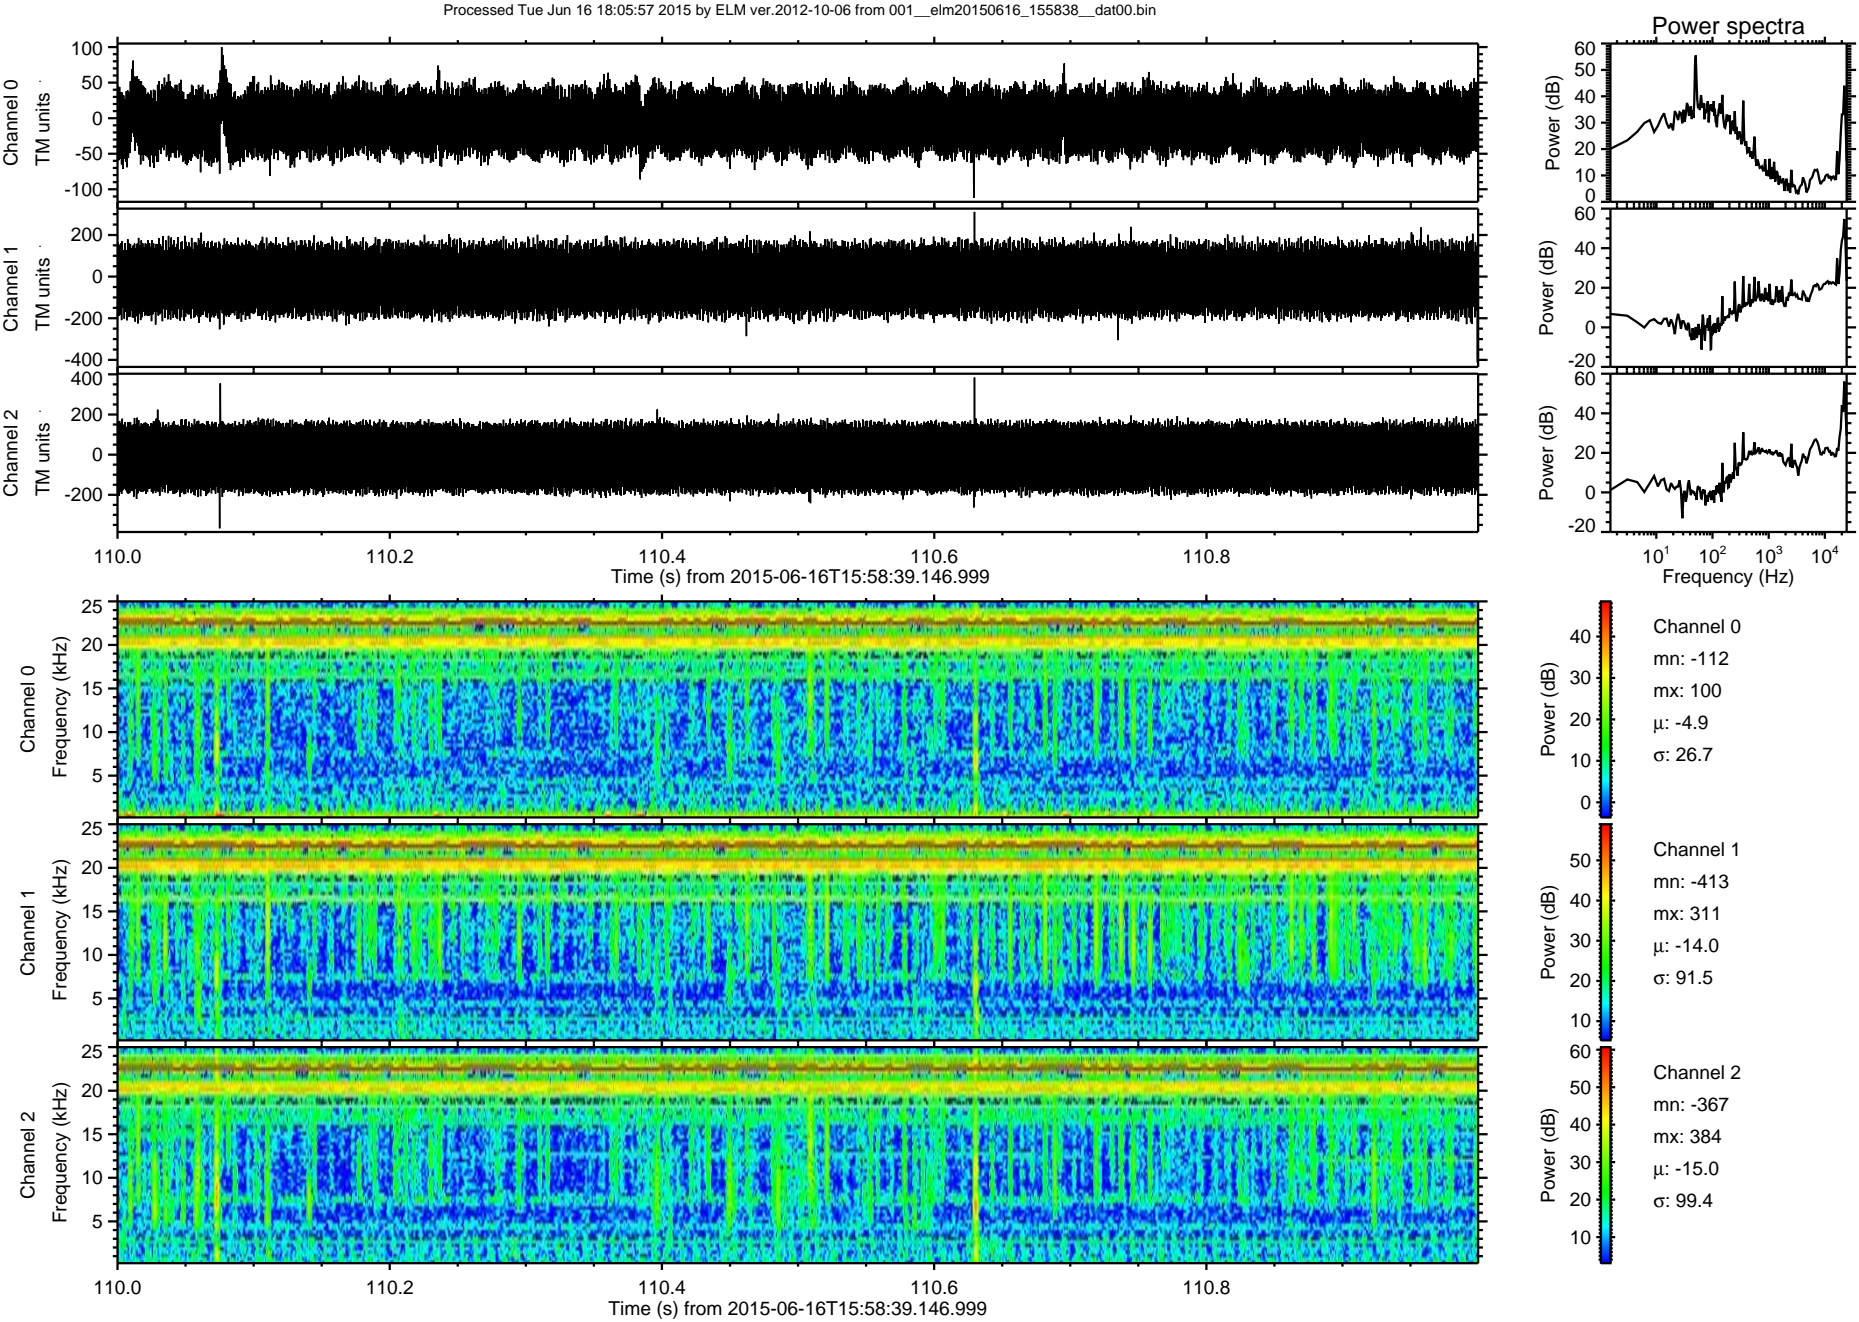 Processed Tue Jun 16 18:05:57 2015 by ELM ver.2012-10-06 from 001__elm20150616_155838__dat00.bin
Power spectra
Channel 0
TM units
100
50
0
-50
-100
Power (dB)
60
50
40
30
20
10
0
Channel 1
TM units
200
0
-200
-400
Power (dB)
60
40
20
0
-20
Channel 2
TM units
400
200
0
-200
Power (dB)
60
40
20
0
-20
110.0 110.2 110.4 110.6 110.8
Time (s) from 2015-06-16T15:58:39.146.999
10¹ 10² 10³ 10⁴
Frequency (Hz)
Channel 0
Frequency (kHz)
25
20
15
10
5
Power (dB)
40
30
20
10
0
Channel 0
mn: -112
mx: 100
μ: -4.9
σ: 26.7
Channel 1
Frequency (kHz)
25
20
15
10
5
Power (dB)
50
40
30
20
10
Channel 1
mn: -413
mx: 311
μ: -14.0
σ: 91.5
Channel 2
Frequency (kHz)
25
20
15
10
5
Power (dB)
60
50
40
30
20
10
Channel 2
mn: -367
mx: 384
μ: -15.0
σ: 99.4
110.0 110.2 110.4 110.6 110.8
Time (s) from 2015-06-16T15:58:39.146.999